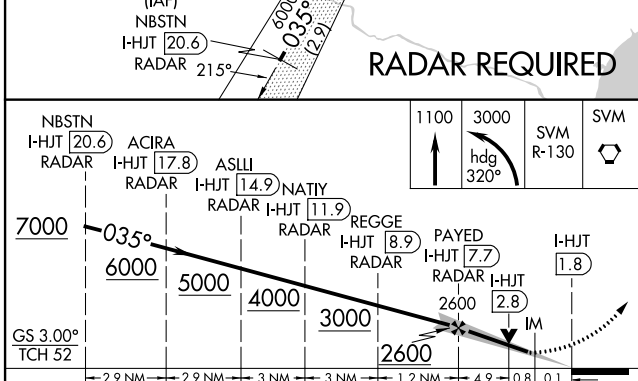 (IAF)
NBSTN
I-HJT 20.6
RADAR
215°
6000
035°
(2.9)
RADAR REQUIRED
1100
3000
hdg
320°
SVM
R-130
SVM
NBSTN
I-HJT 20.6
RADAR
ACIRA
I-HJT 17.8
RADAR
ASLLI
I-HJT 14.9
RADAR
NATIY
I-HJT 11.9
RADAR
REGGE
I-HJT 8.9
RADAR
PAYED
I-HJT 7.7
RADAR
2600
I-HJT
2.8
IM
I-HJT
1.8
7000
035°
6000
5000
4000
3000
2600
GS 3.00°
TCH 52
2.9 NM 2.9 NM 3 NM 3 NM 1.2 NM 4.9 0.8 0.1